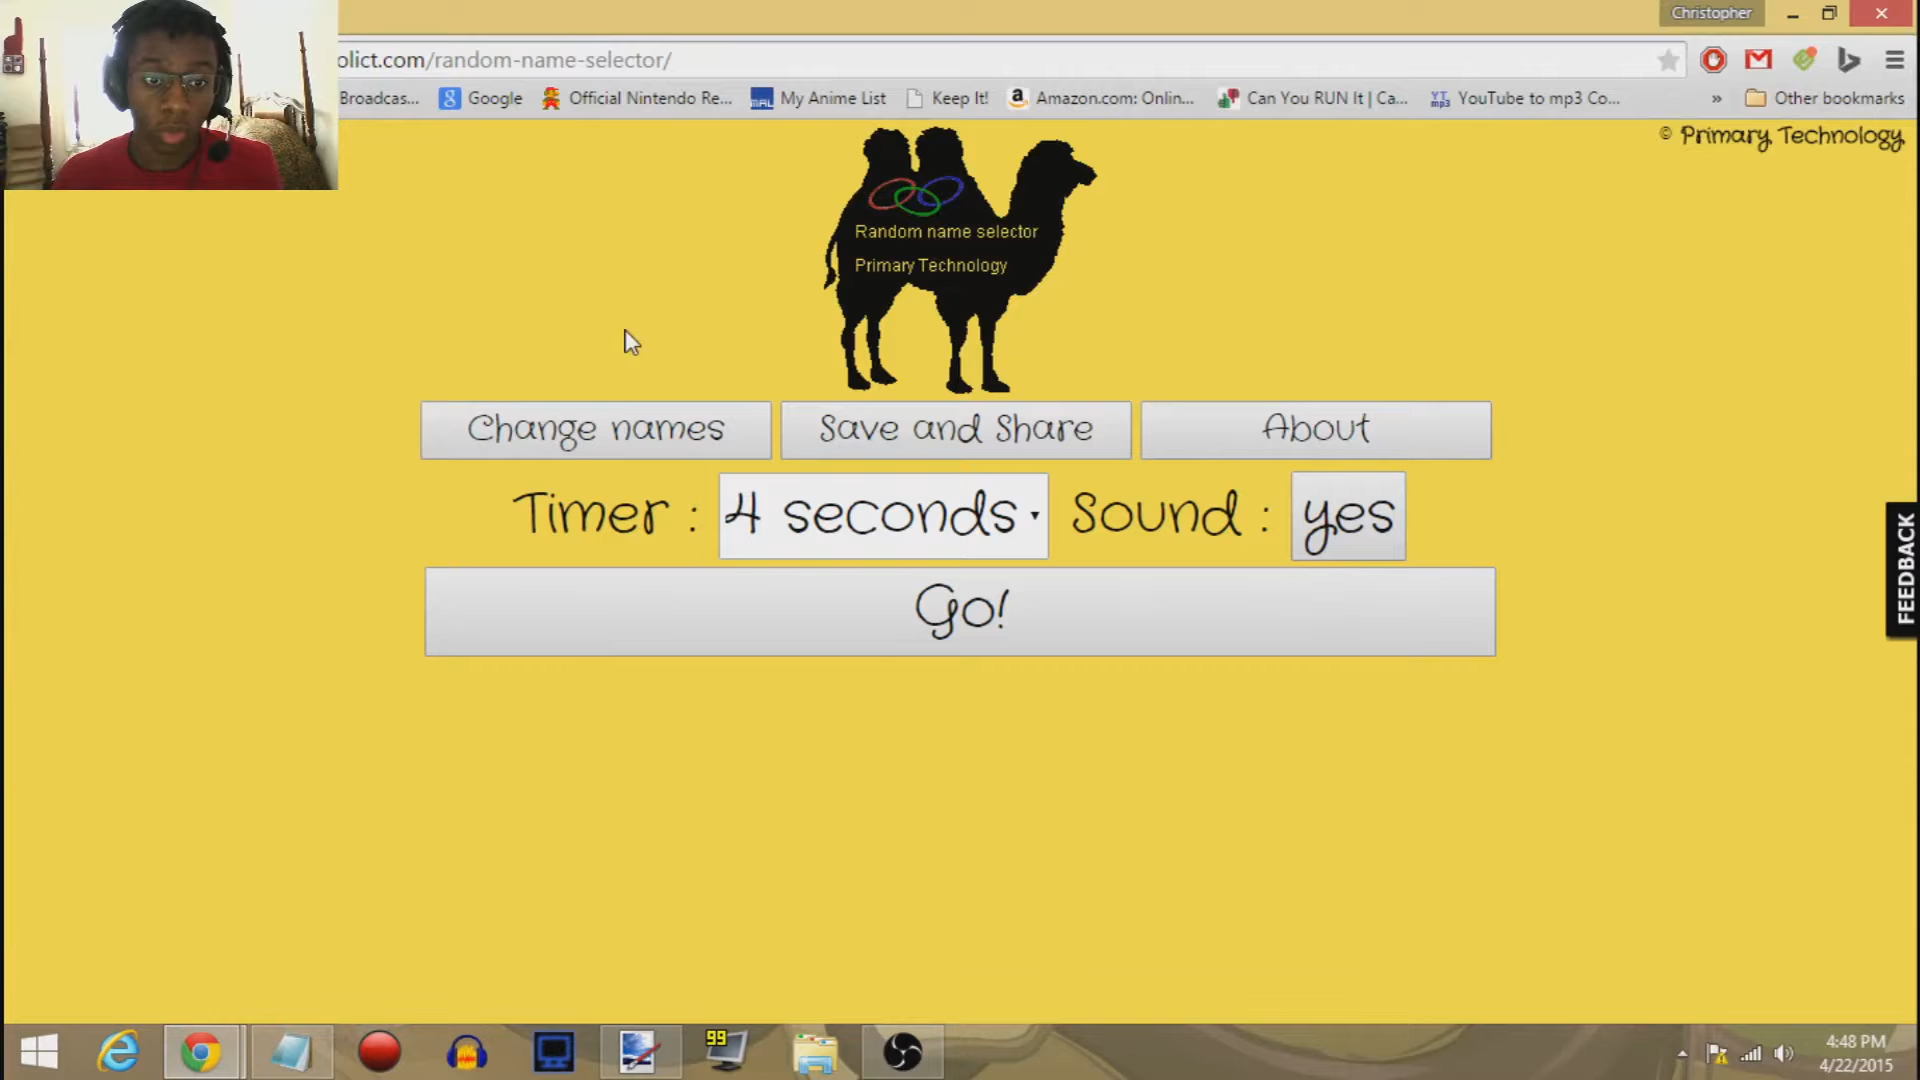 Christopher
olict.com/random-name-selector/
Broadcas... Google Official Nintendo Re... My Anime List Keep It! Amazon.com: Onlin... Can You RUN It | Ca... YouTube to mp3 Co... » Other bookmarks
© Primary Technology
Random name selector
Primary Technology
Change names Save and Share About
Timer : 4 seconds Sound : yes
Go!
FEEDBACK
99
4:48 PM
4/22/2015